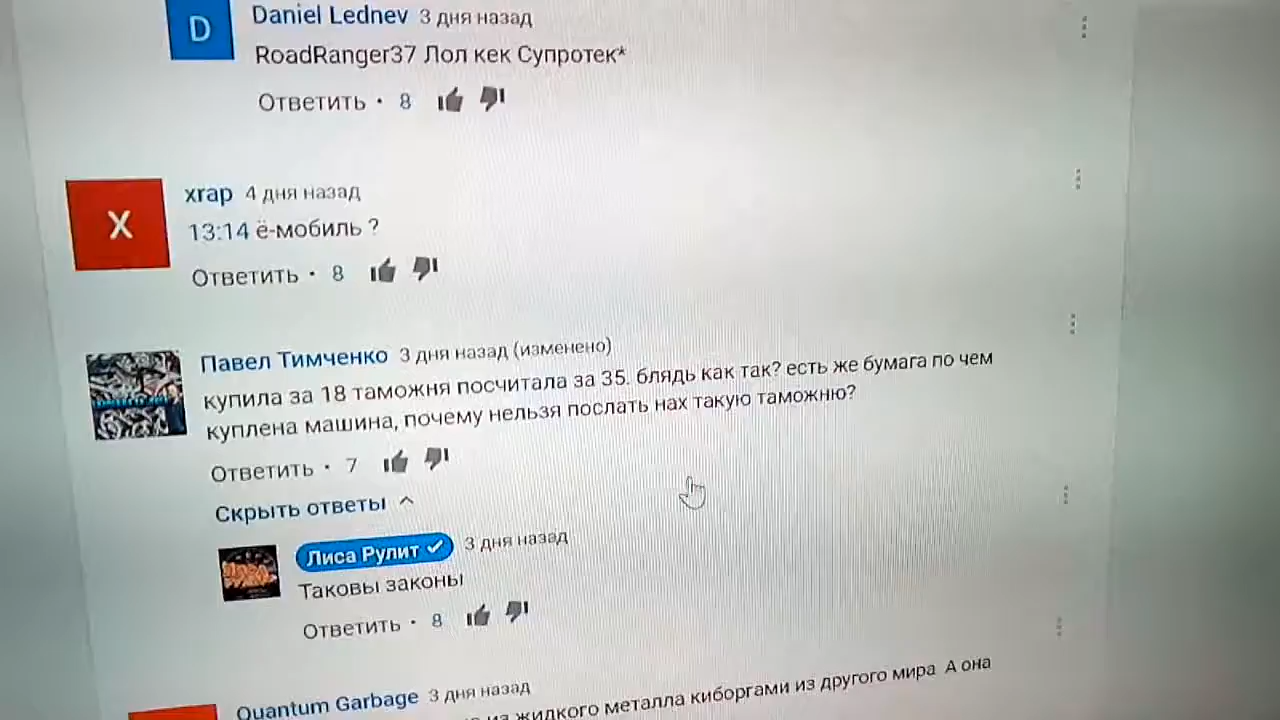 D
Daniel Lednev 3 дня назад
RoadRanger37 Лол кек Супротек*
Ответить · 8
X
xrap 4 дня назад
13:14 ё-мобиль ?
Ответить · 8
Павел Тимченко 3 дня назад (изменено)
купила за 18 таможня посчитала за 35. блядь как так? есть же бумага по чем
куплена машина, почему нельзя послать нах такую таможню?
Ответить · 7
Скрыть ответы
Лиса Рулит 3 дня назад
Таковы законы
Ответить · 8
Quantum Garbage 3 дня назад
из жидкого металла киборгами из другого мира А она